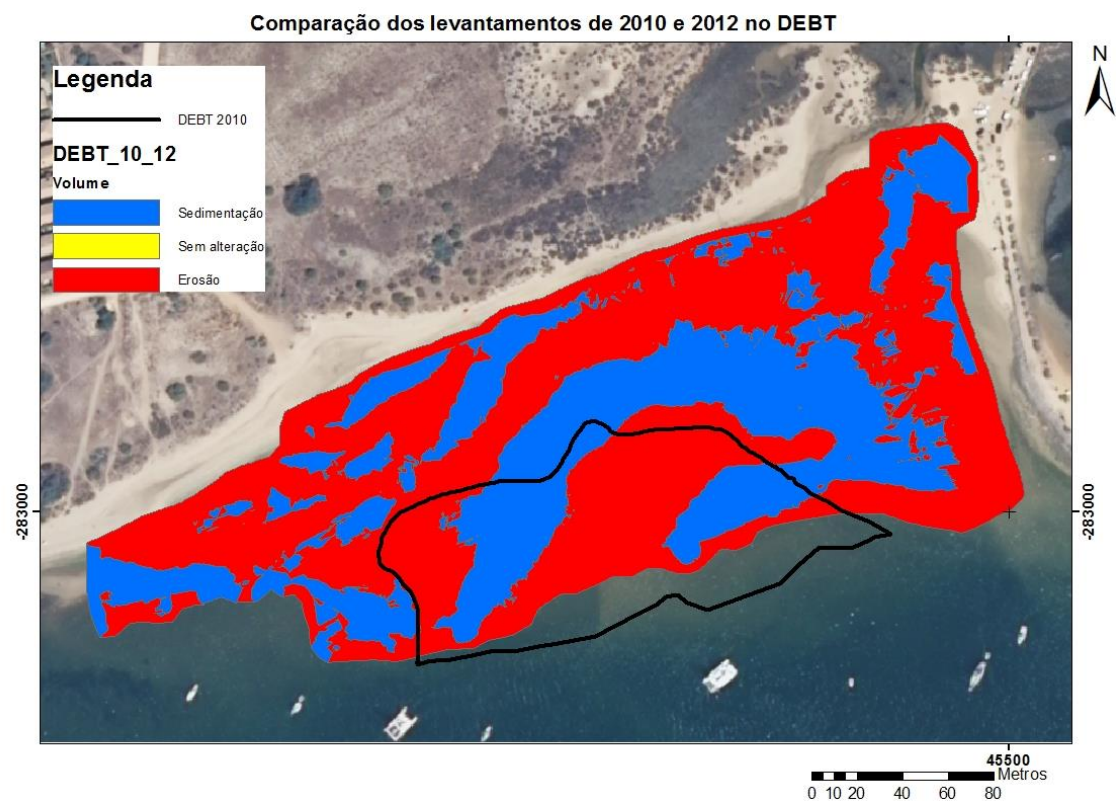 Comparação dos levantamentos de 2010 e 2012 no DEBT
N
Legenda
DEBT 2010
DEBT_10_12
Volume
Sedimentação
Sem alteração
Erosão
-283000
-283000
45500
Metros
0 10 20 40 60 80